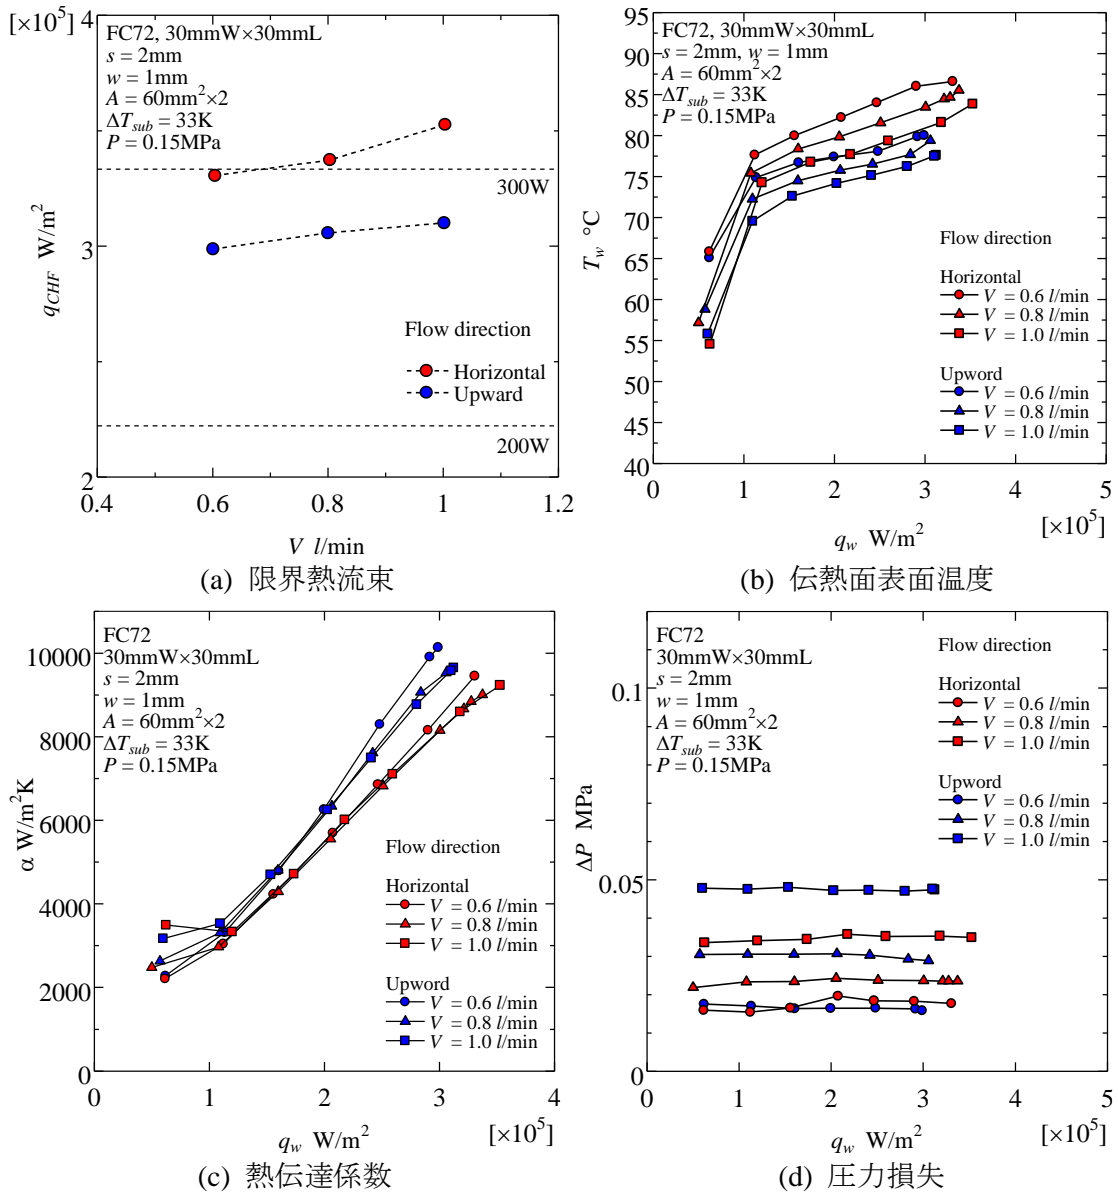 [×10⁵]
4
3
2
0.4
0.6
0.8
1
1.2
q_CHF W/m²
V l/min
FC72, 30mmW×30mmL
s = 2mm
w = 1mm
A = 60mm²×2
ΔT_sub = 33K
P = 0.15MPa
300W
200W
Flow direction
Horizontal
Upward
(a) 限界熱流束
95
90
85
80
75
70
65
60
55
50
45
40
0
1
2
3
4
5
[×10⁵]
T_w °C
q_w W/m²
FC72, 30mmW×30mmL
s = 2mm, w = 1mm
A = 60mm²×2
ΔT_sub = 33K
P = 0.15MPa
Flow direction
Horizontal
V = 0.6 l/min
V = 0.8 l/min
V = 1.0 l/min
Upword
V = 0.6 l/min
V = 0.8 l/min
V = 1.0 l/min
(b) 伝熱面表面温度
10000
8000
6000
4000
2000
0
0
1
2
3
4
[×10⁵]
α W/m²K
q_w W/m²
FC72
30mmW×30mmL
s = 2mm
w = 1mm
A = 60mm²×2
ΔT_sub = 33K
P = 0.15MPa
Flow direction
Horizontal
V = 0.6 l/min
V = 0.8 l/min
V = 1.0 l/min
Upword
V = 0.6 l/min
V = 0.8 l/min
V = 1.0 l/min
(c) 熱伝達係数
0.1
0.05
0
0
1
2
3
4
5
[×10⁵]
ΔP MPa
q_w W/m²
FC72
30mmW×30mmL
s = 2mm
w = 1mm
A = 60mm²×2
ΔT_sub = 33K
P = 0.15MPa
Flow direction
Horizontal
V = 0.6 l/min
V = 0.8 l/min
V = 1.0 l/min
Upword
V = 0.6 l/min
V = 0.8 l/min
V = 1.0 l/min
(d) 圧力損失